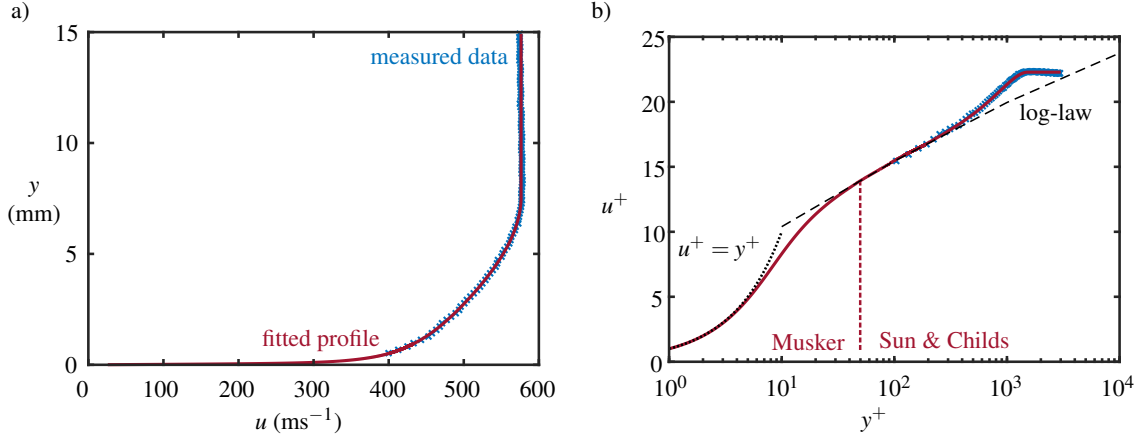 a)
15
10
5
0
y
(mm)
measured data
fitted profile
0 100 200 300 400 500 600
u (ms⁻¹)
b)
25
20
15
10
5
0
u⁺
log-law
u⁺ = y⁺
Musker
Sun & Childs
10⁰ 10¹ 10² 10³ 10⁴
y⁺